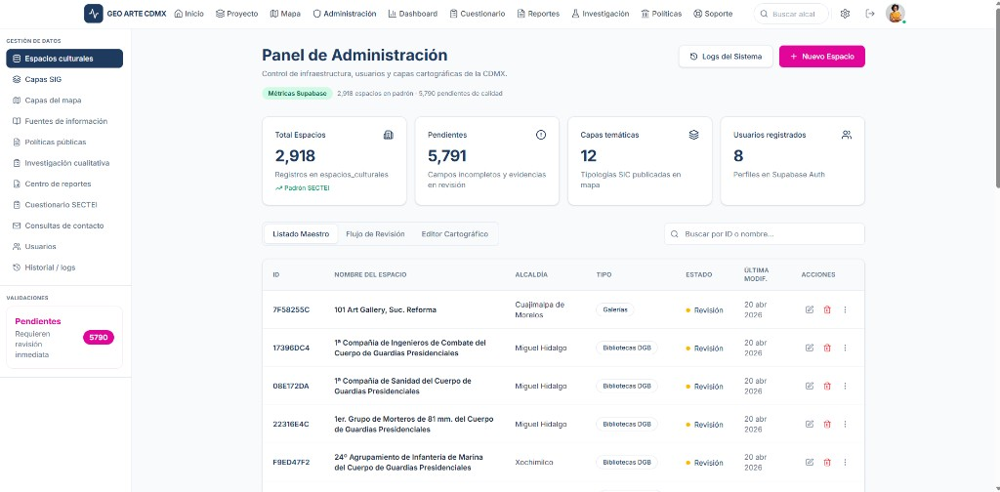 GEO ARTE CDMX
Inicio
Proyecto
Mapa
Administración
Dashboard
Cuestionario
Reportes
Investigación
Políticas
Soporte
Buscar alcal
GESTIÓN DE DATOS
Espacios culturales
Capas SIG
Capas del mapa
Fuentes de información
Políticas públicas
Investigación cualitativa
Centro de reportes
Cuestionario SECTEI
Consultas de contacto
Usuarios
Historial / logs
VALIDACIONES
Pendientes
Requieren
revisión
inmediata
5790
Panel de Administración
Control de infraestructura, usuarios y capas cartográficas de la CDMX.
Métricas Supabase
2,918 espacios en padrón · 5,790 pendientes de calidad
Logs del Sistema
+ Nuevo Espacio
Total Espacios
2,918
Registros en espacios_culturales
Padrón SECTEI
Pendientes
5,791
Campos incompletos y evidencias
en revisión
Capas temáticas
12
Tipologías SIC publicadas en
mapa
Usuarios registrados
8
Perfiles en Supabase Auth
Listado Maestro
Flujo de Revisión
Editor Cartográfico
Buscar por ID o nombre...
ID
NOMBRE DEL ESPACIO
ALCALDÍA
TIPO
ESTADO
ÚLTIMA
MODIF.
ACCIONES
7F58255C
101 Art Gallery, Suc. Reforma
Cuajimalpa de
Morelos
Galerías
Revisión
20 abr
2026
17396DC4
1ª Compañía de Ingenieros de Combate del
Cuerpo de Guardias Presidenciales
Miguel Hidalgo
Bibliotecas DGB
Revisión
20 abr
2026
08E172DA
1ª Compañía de Sanidad del Cuerpo de
Guardias Presidenciales
Miguel Hidalgo
Bibliotecas DGB
Revisión
20 abr
2026
22316E4C
1er. Grupo de Morteros de 81 mm. del Cuerpo
de Guardias Presidenciales
Miguel Hidalgo
Bibliotecas DGB
Revisión
20 abr
2026
F9ED47F2
24º Agrupamiento de Infantería de Marina
del Cuerpo de Guardias Presidenciales
Xochimilco
Bibliotecas DGB
Revisión
20 abr
2026